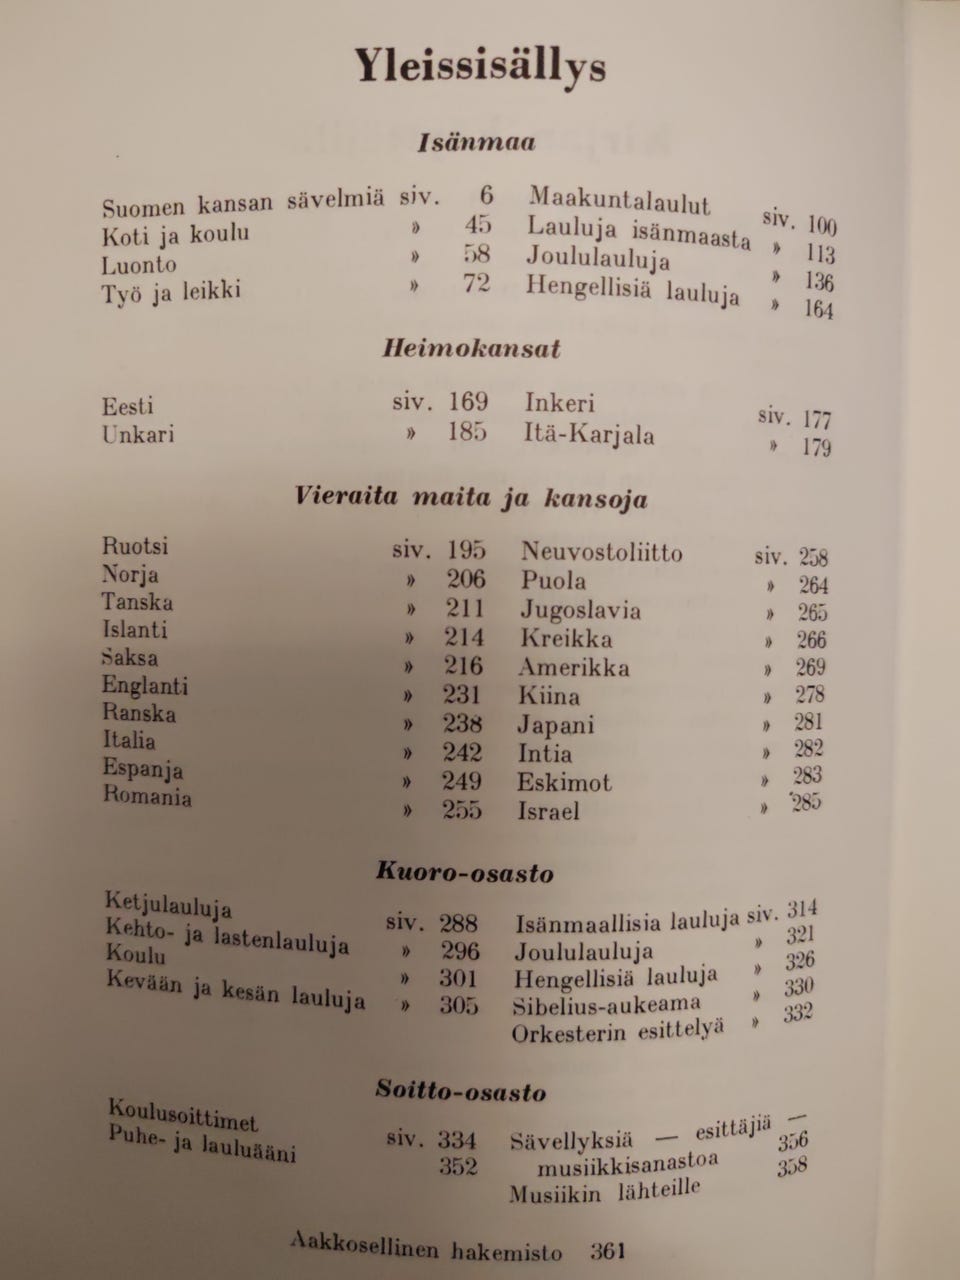 Yleissisällys
Isänmaa
Suomen kansan sävelmiä siv. 6
Koti ja koulu » 45
Luonto » 58
Työ ja leikki » 72
Maakuntalaulut siv. 100
Lauluja isänmaasta » 113
Joululauluja » 136
Hengellisiä lauluja » 164
Heimokansat
Eesti siv. 169
Unkari » 185
Inkeri siv. 177
Itä-Karjala » 179
Vieraita maita ja kansoja
Ruotsi siv. 195
Norja » 206
Tanska » 211
Islanti » 214
Saksa » 216
Englanti » 231
Ranska » 238
Italia » 242
Espanja » 249
Romania » 255
Neuvostoliitto siv. 258
Puola » 264
Jugoslavia » 265
Kreikka » 266
Amerikka » 269
Kiina » 278
Japani » 281
Intia » 282
Eskimot » 283
Israel » 285
Kuoro-osasto
Ketjulauluja siv. 288
Kehto- ja lastenlauluja » 296
Koulu » 301
Kevään ja kesän lauluja » 305
Isänmaallisia lauluja siv. 314
Joululauluja » 321
Hengellisiä lauluja » 326
Sibelius-aukeama » 330
Orkesterin esittelyä » 332
Soitto-osasto
Koulusoittimet siv. 334
Puhe- ja lauluääni 352
Sävellyksiä — esittäjiä —
musiikkisanastoa 356
Musiikin lähteille 358
Aakkosellinen hakemisto 361